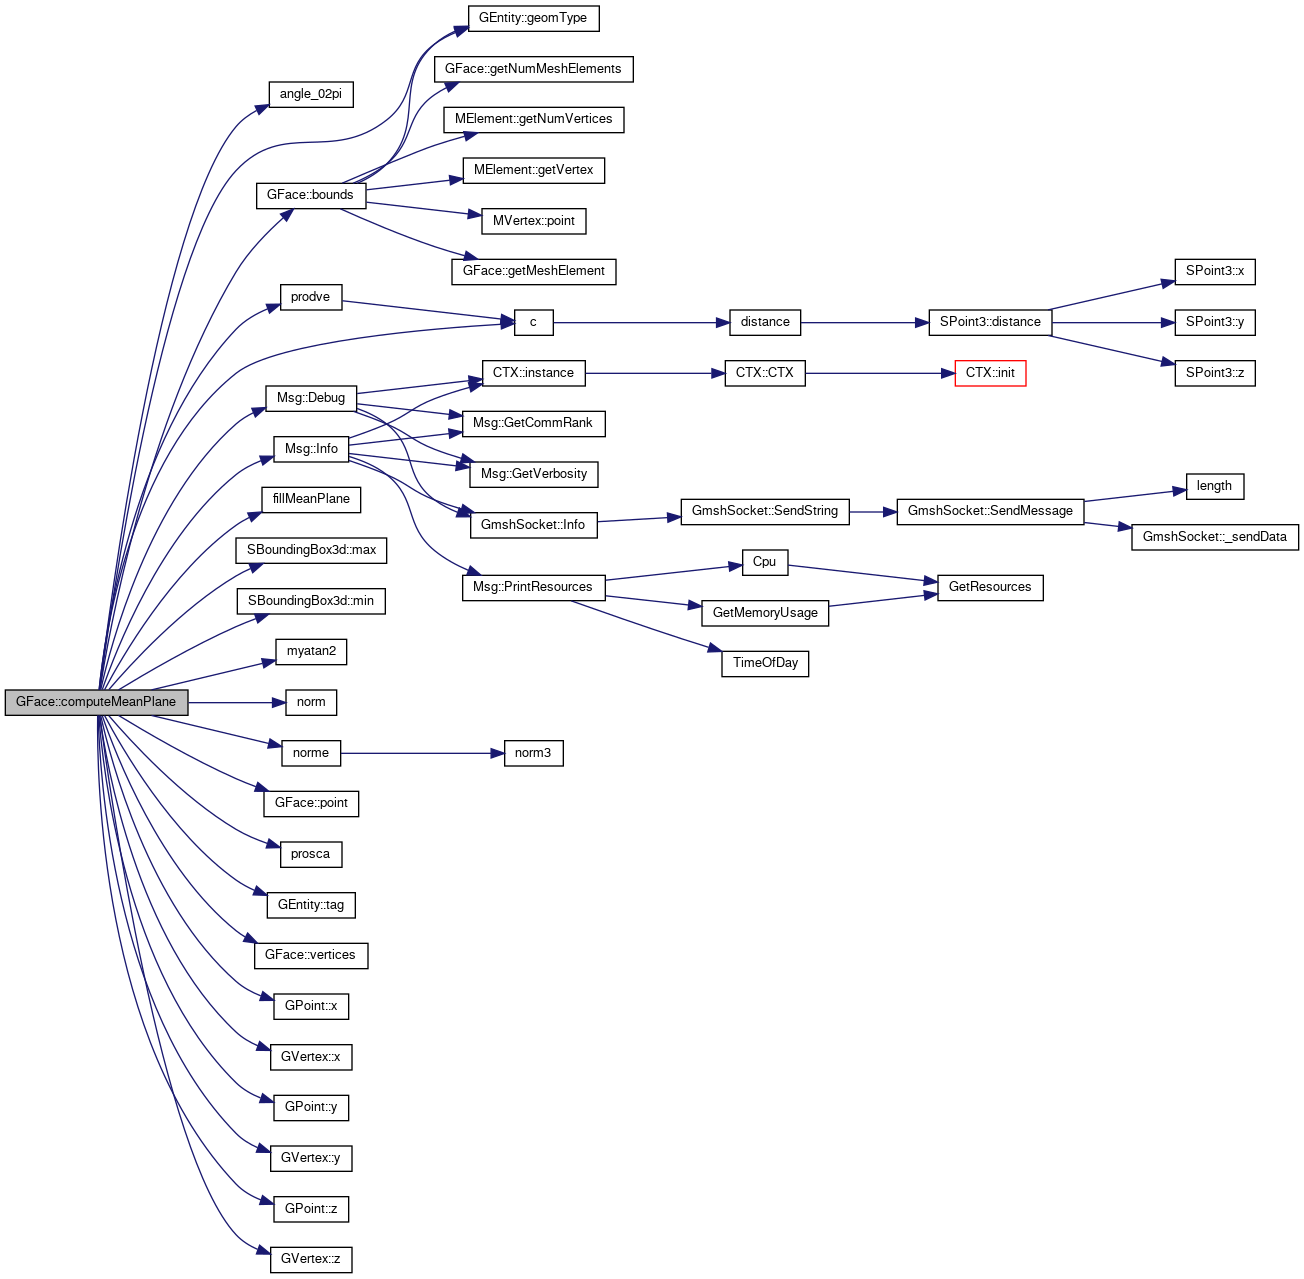 GEntity::geomType
GFace::getNumMeshElements
angle_02pi
MElement::getNumVertices
MElement::getVertex
GFace::bounds
MVertex::point
GFace::getMeshElement
SPoint3::x
prodve
c
distance
SPoint3::distance
SPoint3::y
CTX::instance
CTX::CTX
CTX::init
SPoint3::z
Msg::Debug
Msg::GetCommRank
Msg::Info
Msg::GetVerbosity
length
fillMeanPlane
GmshSocket::SendString
GmshSocket::SendMessage
GmshSocket::Info
GmshSocket::_sendData
SBoundingBox3d::max
Cpu
Msg::PrintResources
GetResources
SBoundingBox3d::min
GetMemoryUsage
myatan2
TimeOfDay
GFace::computeMeanPlane
norm
norme
norm3
GFace::point
prosca
GEntity::tag
GFace::vertices
GPoint::x
GVertex::x
GPoint::y
GVertex::y
GPoint::z
GVertex::z